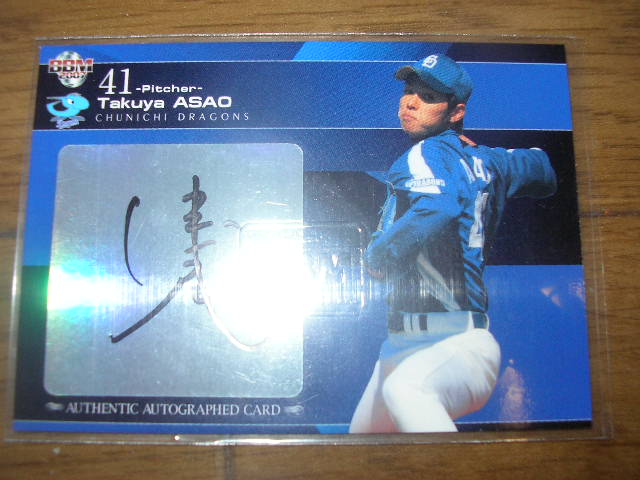 BBM
2007
41 -Pitcher-
Takuya ASAO
CHUNICHI DRAGONS
AUTHENTIC AUTOGRAPHED CARD